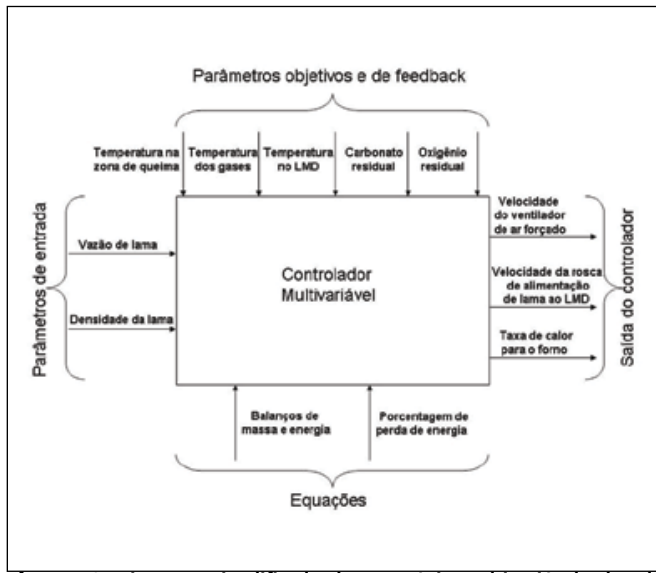 Parâmetros objetivos e de feedback
Temperatura na
zona de queima
Temperatura
dos gases
Temperatura
no LMD
Carbonato
residual
Oxigênio
residual
Parâmetros de entrada
Vazão de lama
Densidade da lama
Controlador
Multivariável
Velocidade
do ventilador
de ar forçado
Velocidade da rosca
de alimentação
de lama ao LMD
Taxa de calor
para o forno
Saída do controlador
Balanços de
massa e energia
Porcentagem de
perda de energia
Equações